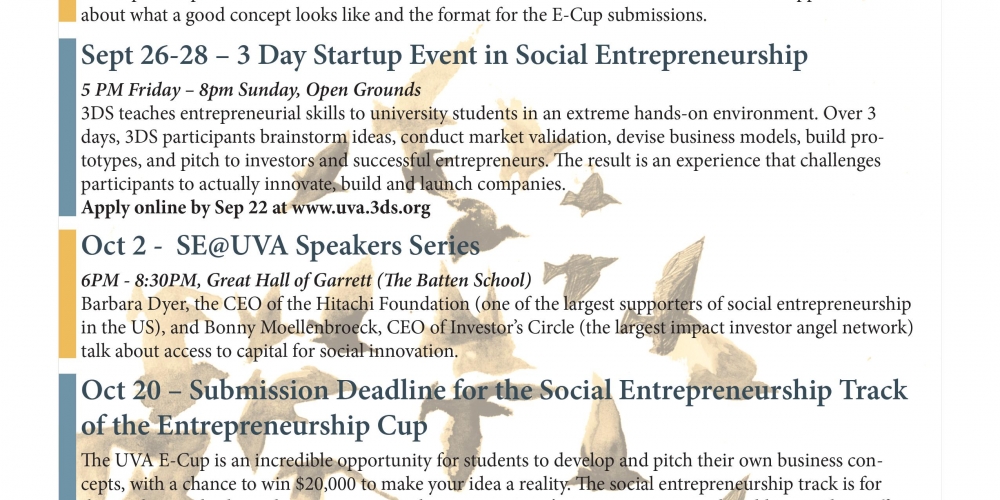 about what a good concept looks like and the format for the E-Cup submissions.
Sept 26-28 – 3 Day Startup Event in Social Entrepreneurship
5 PM Friday – 8pm Sunday, Open Grounds
3DS teaches entrepreneurial skills to university students in an extreme hands-on environment. Over 3
days, 3DS participants brainstorm ideas, conduct market validation, devise business models, build pro-
totypes, and pitch to investors and successful entrepreneurs. The result is an experience that challenges
participants to actually innovate, build and launch companies.
Apply online by Sep 22 at www.uva.3ds.org
Oct 2 - SE@UVA Speakers Series
6PM - 8:30PM, Great Hall of Garrett (The Batten School)
Barbara Dyer, the CEO of the Hitachi Foundation (one of the largest supporters of social entrepreneurship
in the US), and Bonny Moellenbroeck, CEO of Investor's Circle (the largest impact investor angel network)
talk about access to capital for social innovation.
Oct 20 – Submission Deadline for the Social Entrepreneurship Track
of the Entrepreneurship Cup
The UVA E-Cup is an incredible opportunity for students to develop and pitch their own business con-
cepts, with a chance to win $20,000 to make your idea a reality. The social entrepreneurship track is for